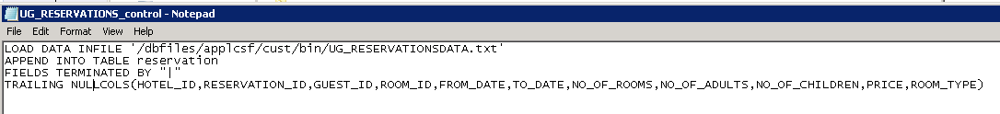 UG_RESERVATIONS_control - Notepad
File Edit Format View Help
LOAD DATA INFILE '/dbfiles/applcsf/cust/bin/UG_RESERVATIONSDATA.txt'
APPEND INTO TABLE reservation
FIELDS TERMINATED BY "|"
TRAILING NULLCOLS(HOTEL_ID,RESERVATION_ID,GUEST_ID,ROOM_ID,FROM_DATE,TO_DATE,NO_OF_ROOMS,NO_OF_ADULTS,NO_OF_CHILDREN,PRICE,ROOM_TYPE)